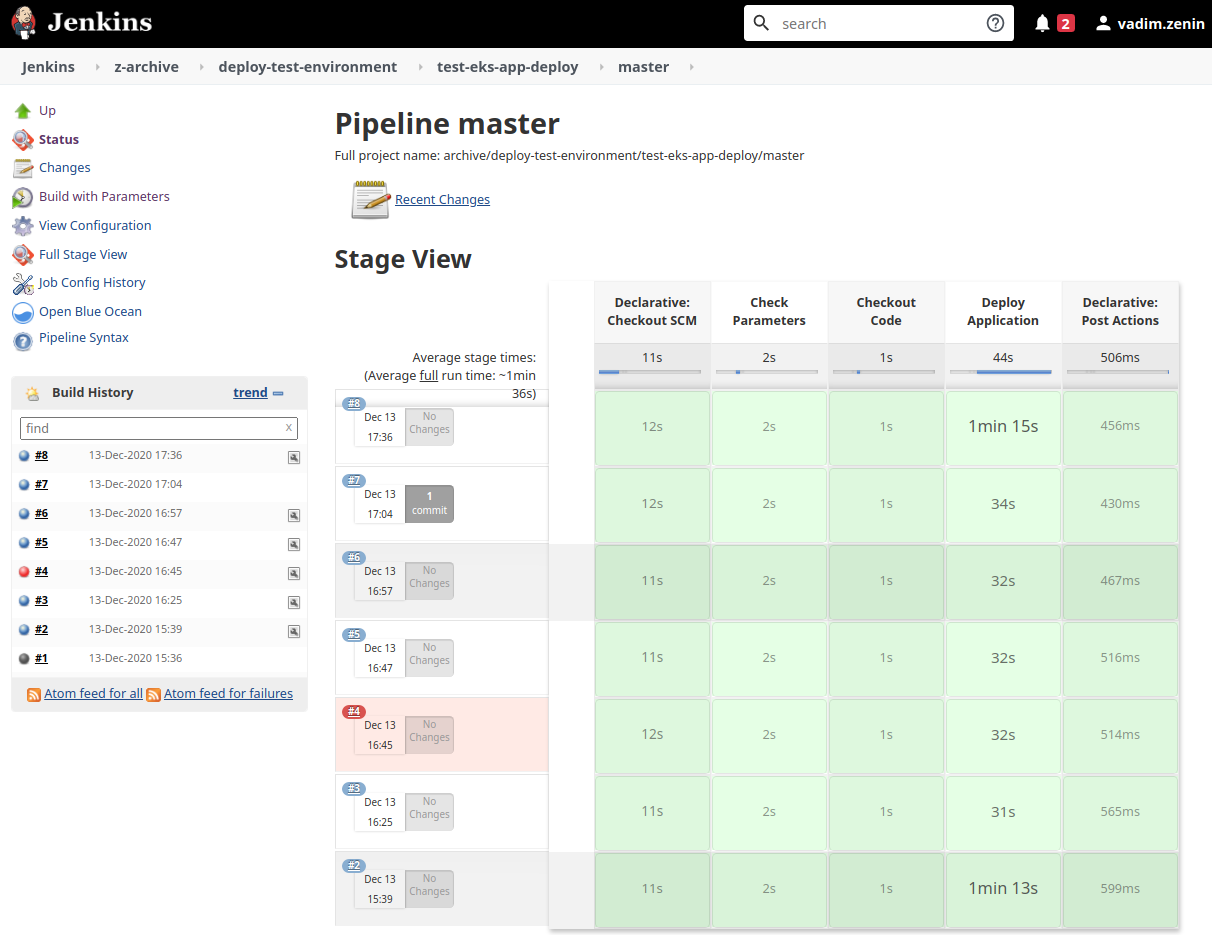 Jenkins
search
2
vadim.zenin
Jenkins z-archive deploy-test-environment test-eks-app-deploy master
Up
Status
Changes
Build with Parameters
View Configuration
Full Stage View
Job Config History
Open Blue Ocean
Pipeline Syntax
Build History trend
find x
#8 13-Dec-2020 17:36
#7 13-Dec-2020 17:04
#6 13-Dec-2020 16:57
#5 13-Dec-2020 16:47
#4 13-Dec-2020 16:45
#3 13-Dec-2020 16:25
#2 13-Dec-2020 15:39
#1 13-Dec-2020 15:36
Atom feed for all Atom feed for failures
Pipeline master
Full project name: archive/deploy-test-environment/test-eks-app-deploy/master
Recent Changes
Stage View
Declarative:
Checkout SCM
Check
Parameters
Checkout
Code
Deploy
Application
Declarative:
Post Actions
Average stage times:
(Average full run time: ~1min
36s)
11s 2s 1s 44s 506ms
#8
Dec 13
17:36
No
Changes
12s 2s 1s 1min 15s 456ms
#7
Dec 13
17:04
1
commit
12s 2s 1s 34s 430ms
#6
Dec 13
16:57
No
Changes
11s 2s 1s 32s 467ms
#5
Dec 13
16:47
No
Changes
11s 2s 1s 32s 516ms
#4
Dec 13
16:45
No
Changes
12s 2s 1s 32s 514ms
#3
Dec 13
16:25
No
Changes
11s 2s 1s 31s 565ms
#2
Dec 13
15:39
No
Changes
11s 2s 1s 1min 13s 599ms